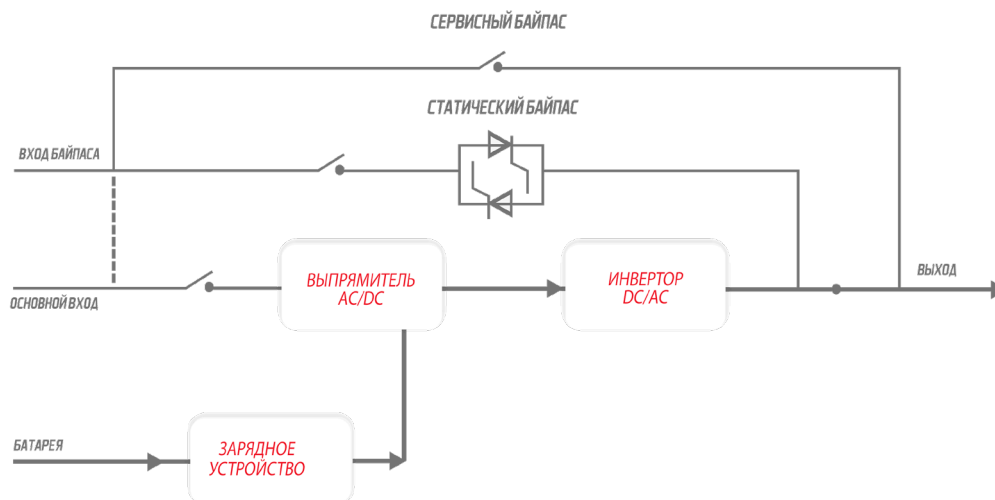 СЕРВИСНЫЙ БАЙПАС
СТАТИЧЕСКИЙ БАЙПАС
ВХОД БАЙПАСА
ВЫПРЯМИТЕЛЬ
AC/DC
ИНВЕРТОР
DC/AC
ВЫХОД
ОСНОВНОЙ ВХОД
БАТАРЕЯ
ЗАРЯДНОЕ
УСТРОЙСТВО